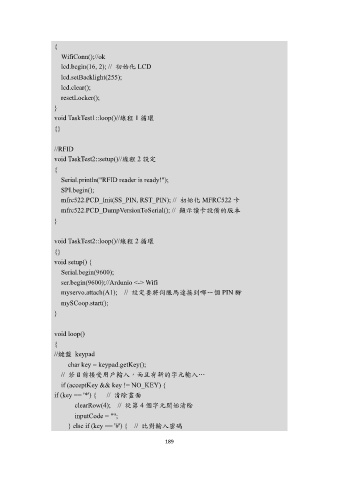 {
WifiConn();//ok
lcd.begin(16, 2); // 初始化 LCD
lcd.setBacklight(255);
lcd.clear();
resetLocker();
}
void TaskTest1::loop()//線程 1 循環
{}
//RFID
void TaskTest2::setup()//線程 2 設定
{
Serial.println("RFID reader is ready!");
SPI.begin();
mfrc522.PCD_Init(SS_PIN, RST_PIN); // 初始化 MFRC522 卡
mfrc522.PCD_DumpVersionToSerial(); // 顯示讀卡設備的版本
}
void TaskTest2::loop()//線程 2 循環
{}
void setup() {
Serial.begin(9600);
ser.begin(9600);//Arduino <-> Wifi
myservo.attach(A1); // 設定要將伺服馬達接到哪一個 PIN 腳
mySCoop.start();
}
void loop()
{
//鍵盤 keypad
char key = keypad.getKey();
// 若目前接受用戶輸入，而且有新的字元輸入…
if (acceptKey && key != NO_KEY) {
if (key == '*') { // 清除畫面
clearRow(4); // 從第 4 個字元開始清除
inputCode = "";
} else if (key == '#') { // 比對輸入密碼
189